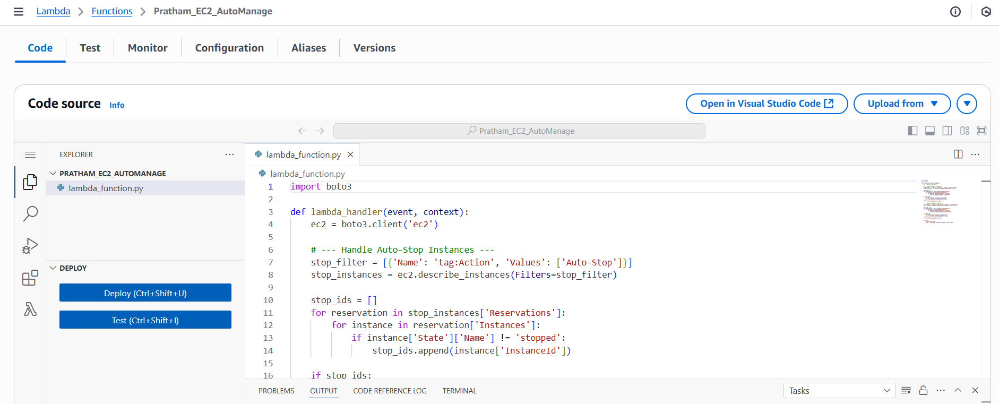 Lambda > Functions > Pratham_EC2_AutoManage
Code Test Monitor Configuration Aliases Versions
Code source Info
Open in Visual Studio Code Upload from
Pratham_EC2_AutoManage
EXPLORER
PRATHAM_EC2_AUTOMANAGE
lambda_function.py
DEPLOY
Deploy (Ctrl+Shift+U)
Test (Ctrl+Shift+I)
lambda_function.py
lambda_function.py
1 import boto3
2
3 def lambda_handler(event, context):
4     ec2 = boto3.client('ec2')
5
6     # --- Handle Auto-Stop Instances ---
7     stop_filter = [{'Name': 'tag:Action', 'Values': ['Auto-Stop']}]
8     stop_instances = ec2.describe_instances(Filters=stop_filter)
9
10     stop_ids = []
11     for reservation in stop_instances['Reservations']:
12         for instance in reservation['Instances']:
13             if instance['State']['Name'] != 'stopped':
14                 stop_ids.append(instance['InstanceId'])
15
16     if stop_ids:
PROBLEMS OUTPUT CODE REFERENCE LOG TERMINAL
Tasks